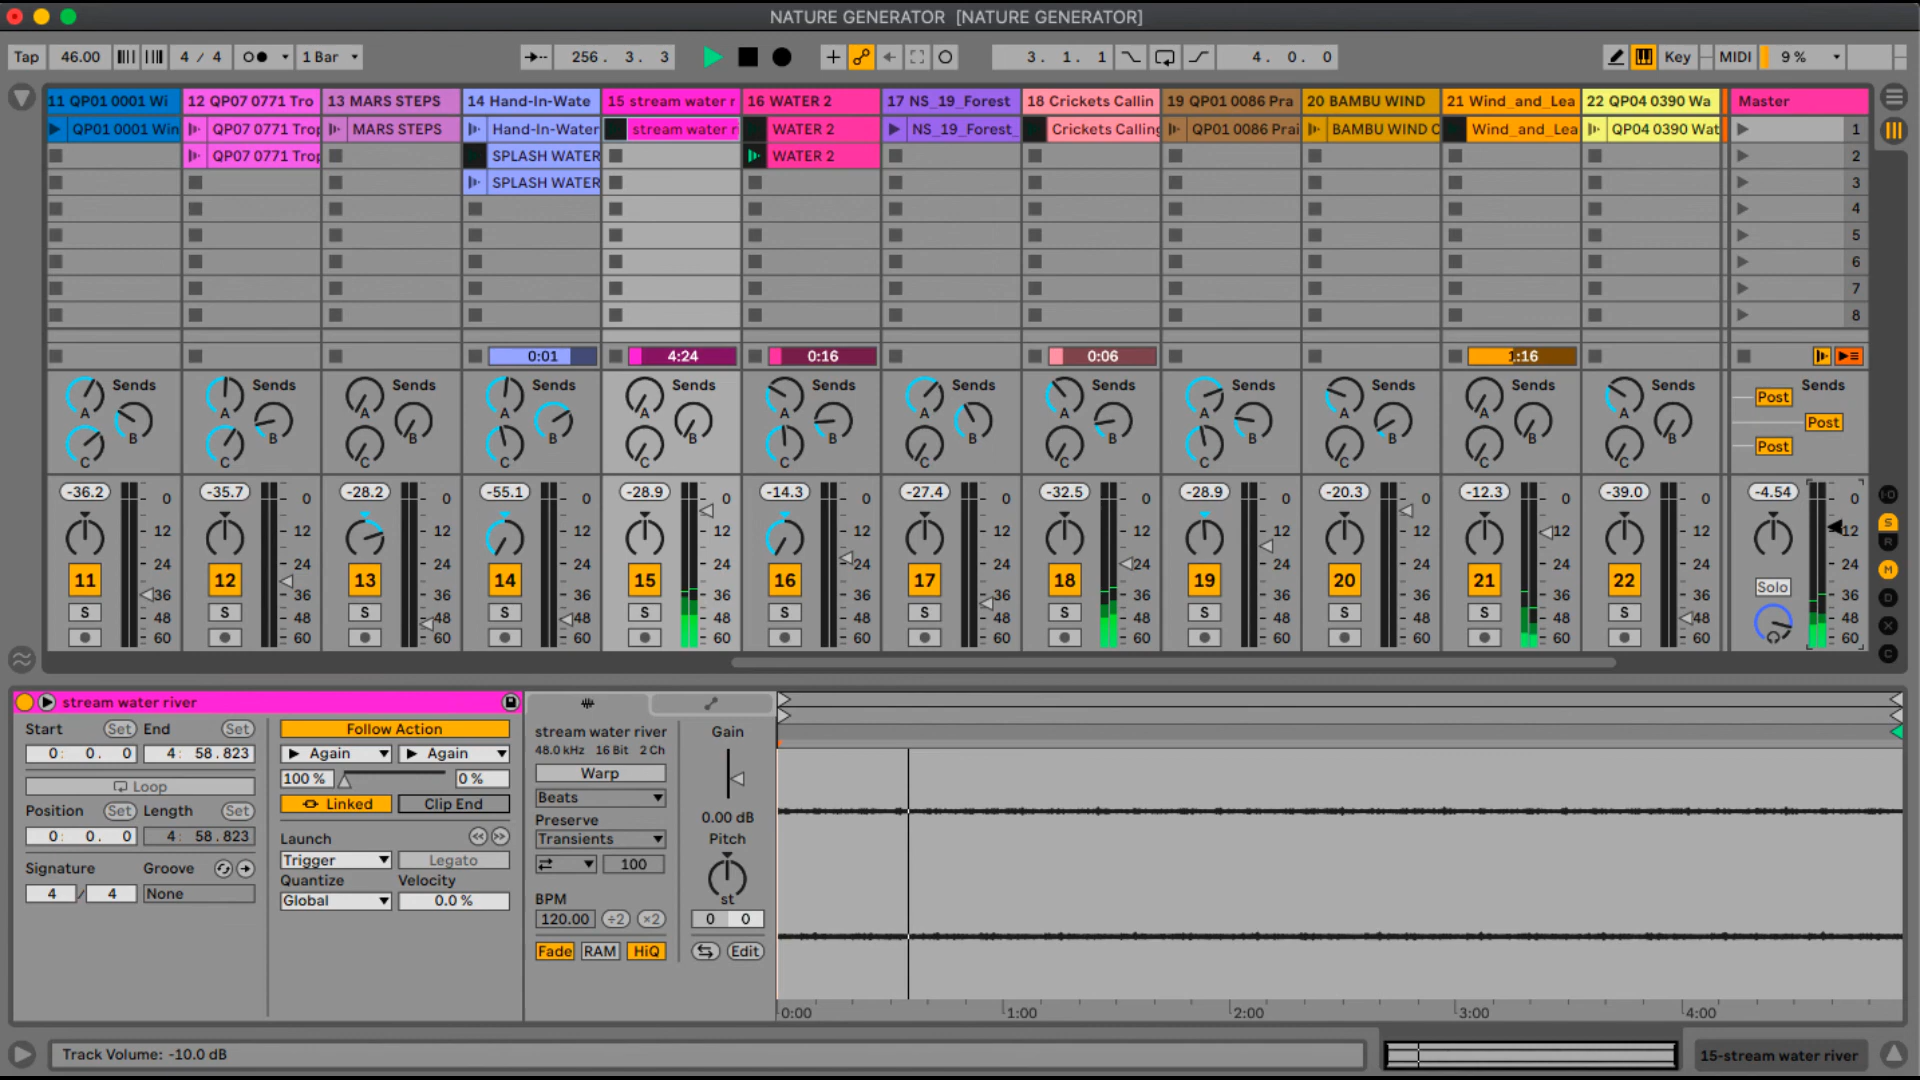 NATURE GENERATOR [NATURE GENERATOR]
Tap 46.00 4 / 4 1 Bar 256. 3. 3 3. 1. 1 4. 0. 0 Key MIDI 9 %
11 QP01 0001 Wi 12 QP07 0771 Tro 13 MARS STEPS 14 Hand-In-Wate 15 stream water r 16 WATER 2 17 NS_19_Forest 18 Crickets Callin 19 QP01 0086 Pra 20 BAMBU WIND 21 Wind_and_Lea 22 QP04 0390 Wa Master
QP01 0001 Win QP07 0771 Trop MARS STEPS Hand-In-Water stream water r WATER 2 NS_19_Forest_ Crickets Calling QP01 0086 Prai BAMBU WIND C Wind_and_Lea QP04 0390 Wat 1
QP07 0771 Trop SPLASH WATER WATER 2 2
SPLASH WATER 3
4
5
6
7
8
0:01 4:24 0:16 0:06 1:16
Sends Sends Sends Sends Sends Sends Sends Sends Sends Sends Sends Sends Sends
A A A A A A A A A A A A Post
B B B B B B B B B B B B Post
C C C C C C C C C C C C Post
-36.2 0 -35.7 0 -28.2 0 -55.1 0 -28.9 0 -14.3 0 -27.4 0 -32.5 0 -28.9 0 -20.3 0 -12.3 0 -39.0 0 -4.54 0 I·O
12 12 12 12 12 12 12 12 12 12 12 12 12 S
R
24 24 24 24 24 24 24 24 24 24 24 24 24 M
11 12 13 14 15 16 17 18 19 20 21 22 Solo
36 36 36 36 36 36 36 36 36 36 36 36 36 D
S S S S S S S S S S S S
48 48 48 48 48 48 48 48 48 48 48 48 48 X
60 60 60 60 60 60 60 60 60 60 60 60 60 C
stream water river
Start Set End Set
0: 0. 0 4: 58.823
Loop
Position Set Length Set
0: 0. 0 4: 58.823
Signature Groove
4 / 4 None
Follow Action
Again Again
100 % 0 %
Linked Clip End
Launch
Trigger Legato
Quantize Velocity
Global 0.0 %
stream water river
48.0 kHz 16 Bit 2 Ch
Warp
Beats
Preserve
Transients
100
BPM
120.00 ÷2 ×2
Fade RAM HiQ
Gain
0.00 dB
Pitch
st
0 0
Edit
0:00 1:00 2:00 3:00 4:00
Track Volume: -10.0 dB
15-stream water river